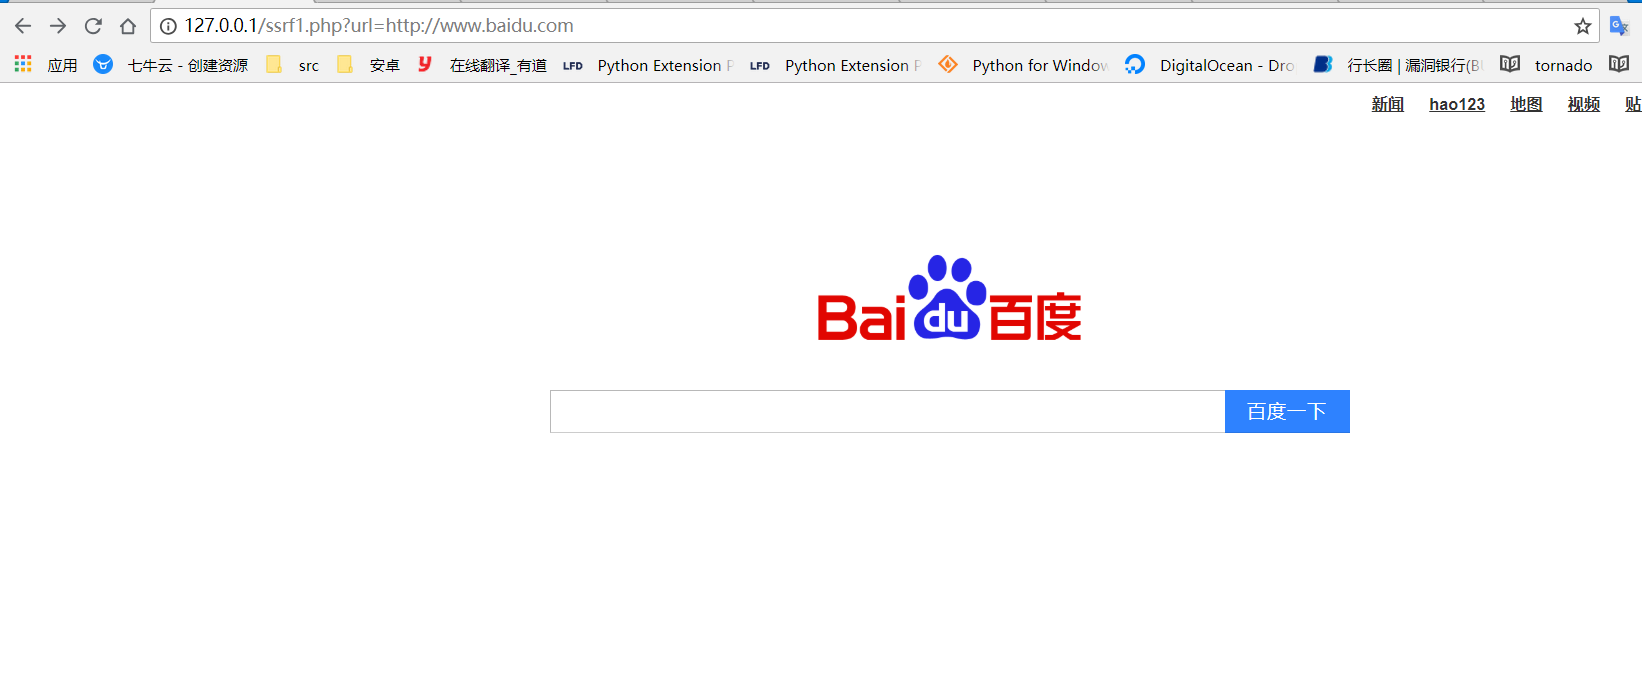 127.0.0.1/ssrf1.php?url=http://www.baidu.com
应用 七牛云 - 创建资源 src 安卓 y 在线翻译_有道 LFD Python Extension P LFD Python Extension P Python for Window DigitalOcean - Dro 行长圈 | 漏洞银行(BU tornado
新闻 hao123 地图 视频 贴
Bai du 百度
百度一下